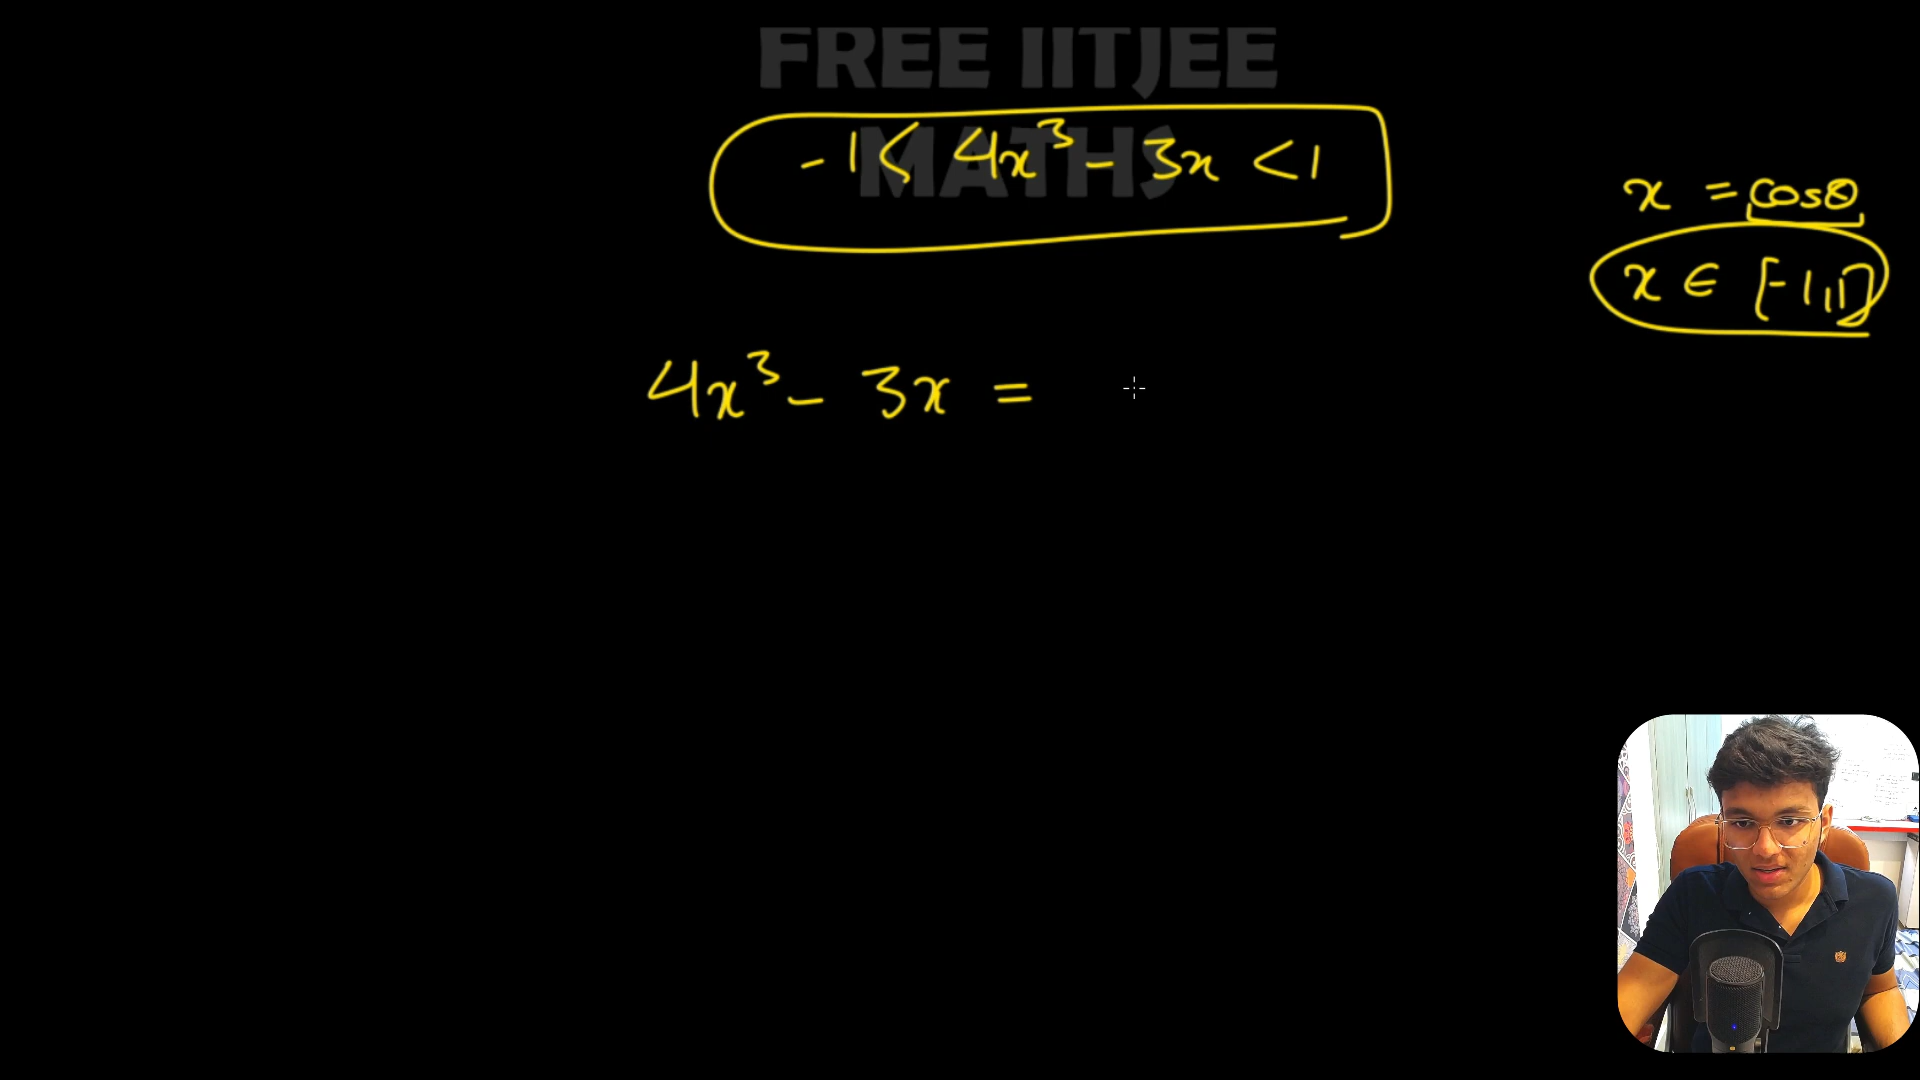 FREE IITJEE
MATHS
-1 < 4x³ - 3x < 1
x = cosθ
x ∈ [-1,1]
4x³ - 3x =